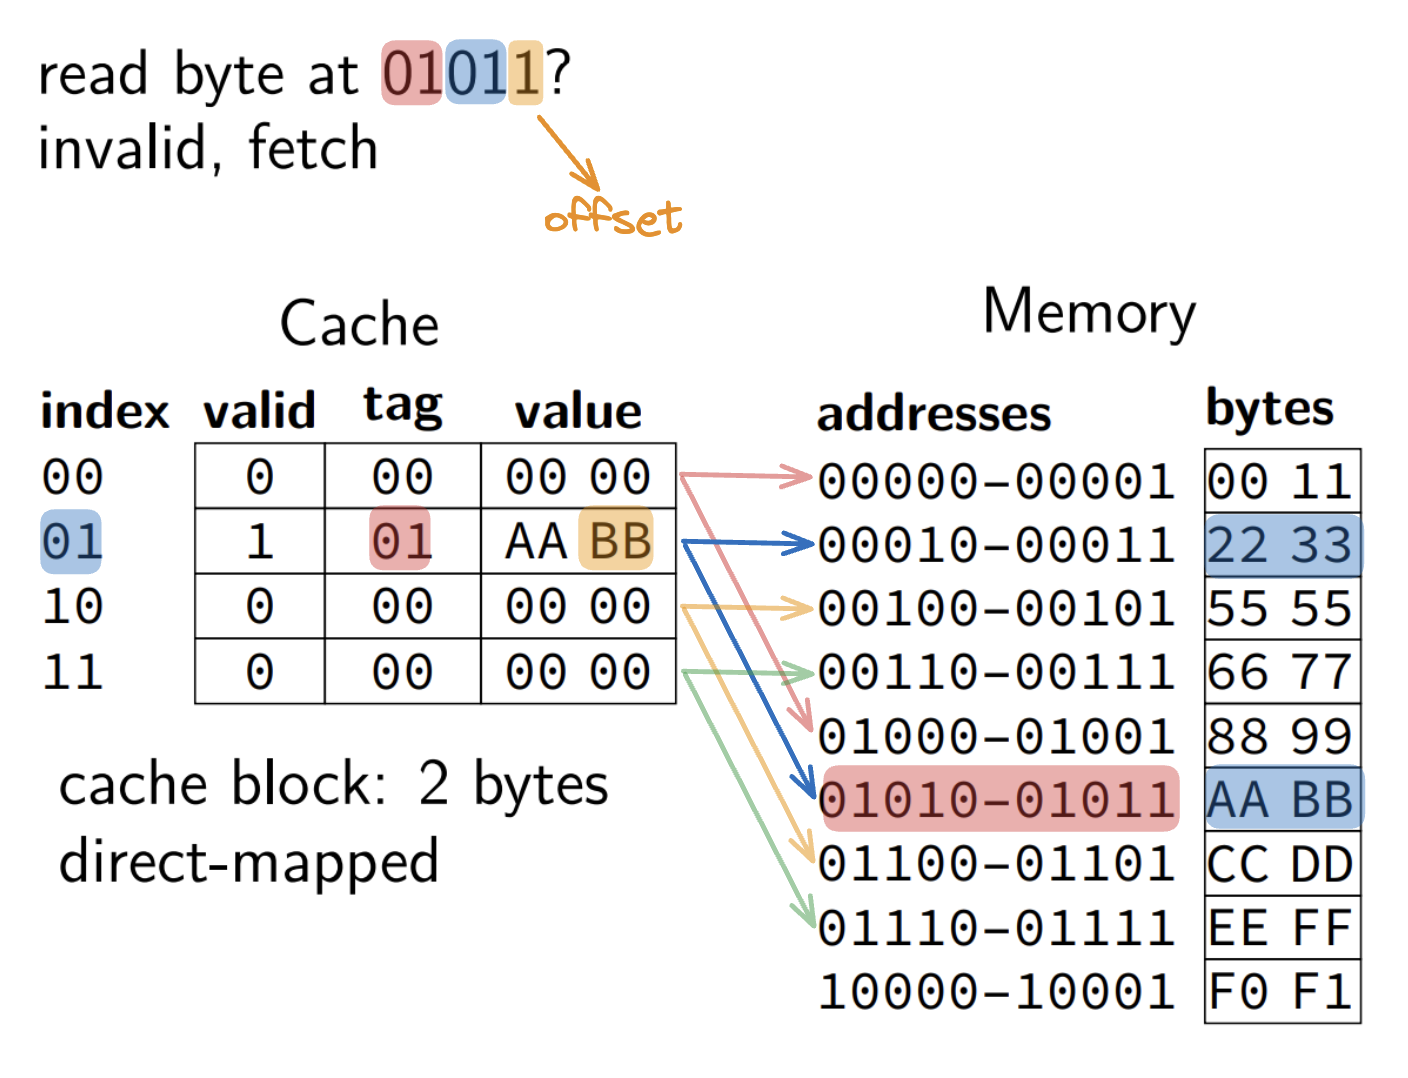 read byte at 01011?
invalid, fetch
offset
Cache
index valid tag value
00 0 00 00 00
01 1 01 AA BB
10 0 00 00 00
11 0 00 00 00
cache block: 2 bytes
direct-mapped
Memory
addresses bytes
00000-00001 00 11
00010-00011 22 33
00100-00101 55 55
00110-00111 66 77
01000-01001 88 99
01010-01011 AA BB
01100-01101 CC DD
01110-01111 EE FF
10000-10001 F0 F1